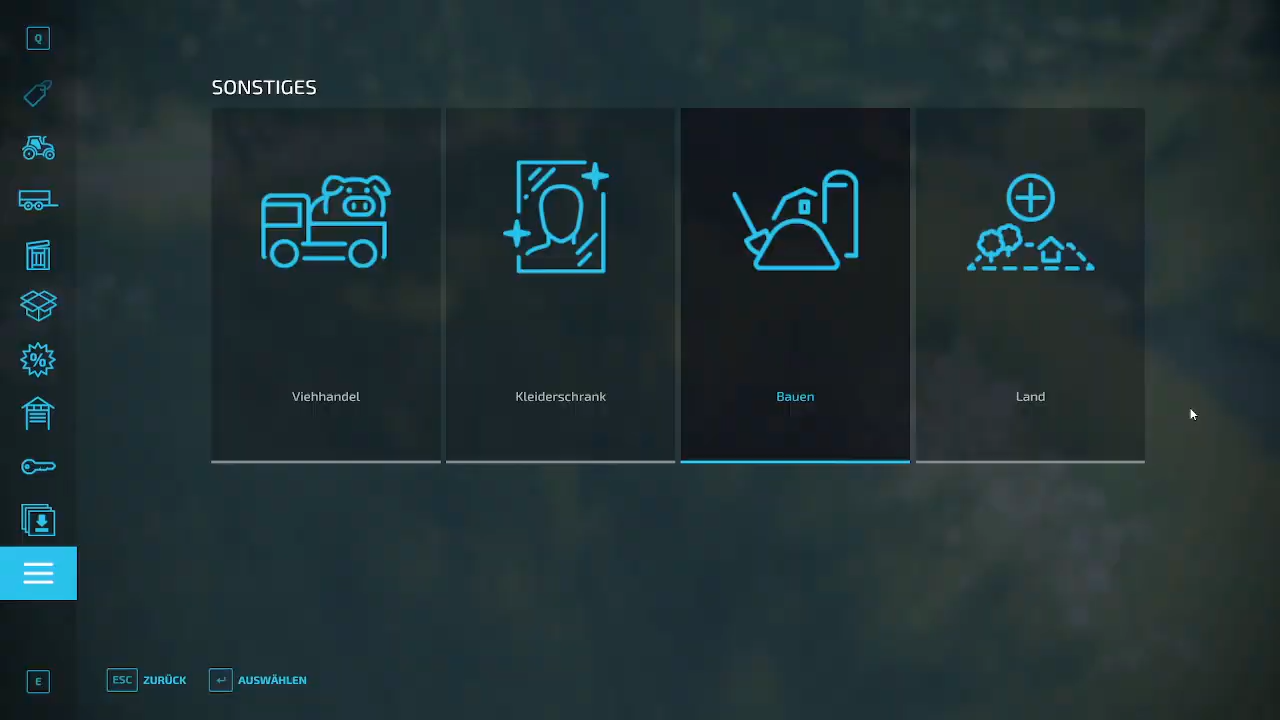 Q
SONSTIGES
%
Viehhandel
Kleiderschrank
Bauen
Land
E
ESC ZURÜCK
↵ AUSWÄHLEN